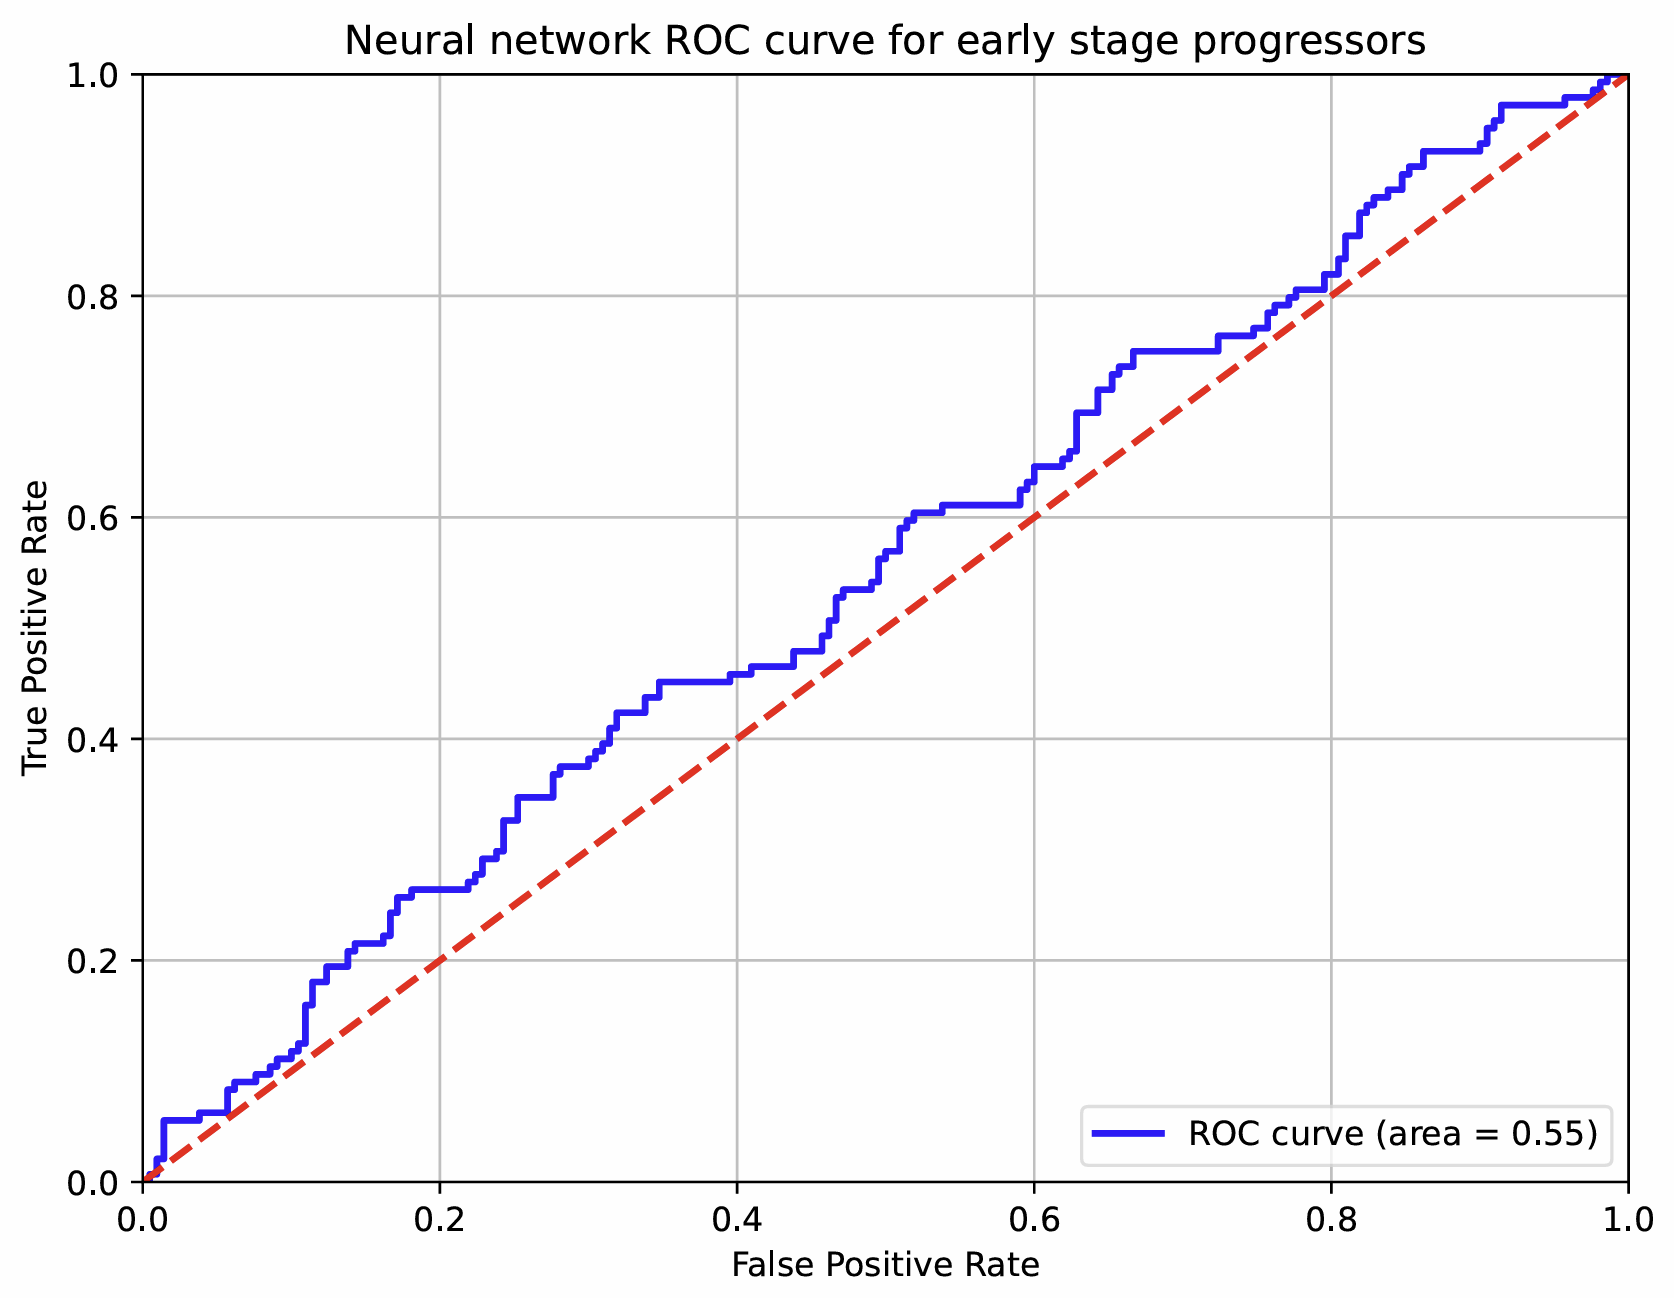 Neural network ROC curve for early stage progressors
True Positive Rate
1.0
0.8
0.6
0.4
0.2
0.0
ROC curve (area = 0.55)
0.0 0.2 0.4 0.6 0.8 1.0
False Positive Rate